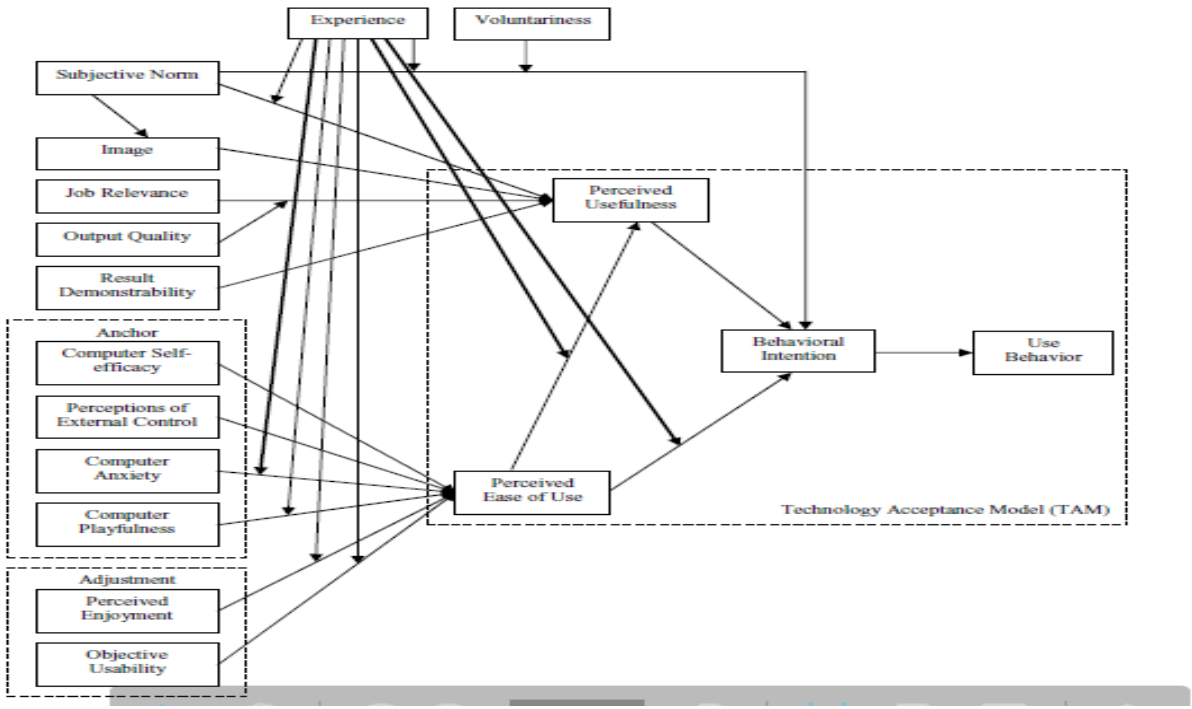 Experience
Voluntariness
Subjective Norm
Image
Job Relevance
Output Quality
Result
Demonstrability
Anchor
Computer Self-
efficacy
Perceptions of
External Control
Computer
Anxiety
Computer
Playfulness
Adjustment
Perceived
Enjoyment
Objective
Usability
Perceived
Usefulness
Perceived
Ease of Use
Behavioral
Intention
Use
Behavior
Technology Acceptance Model (TAM)